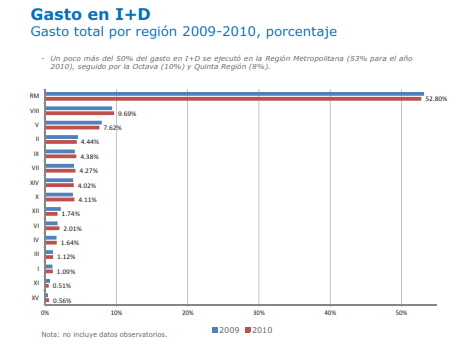 Gasto en I+D
Gasto total por región 2009-2010, porcentaje
- Un poco más del 50% del gasto en I+D se ejecutó en la Región Metropolitana (53% para el año
2010), seguido por la Octava (10%) y Quinta Región (8%).
RM 52.80%
VIII 9.69%
V 7.62%
II 4.44%
IX 4.38%
VII 4.27%
XIV 4.02%
X 4.11%
XII 1.74%
VI 2.01%
IV 1.64%
III 1.12%
I 1.09%
XI 0.51%
XV 0.56%
0% 10% 20% 30% 40% 50%
2009 2010
Nota: no incluye datos observatorios.